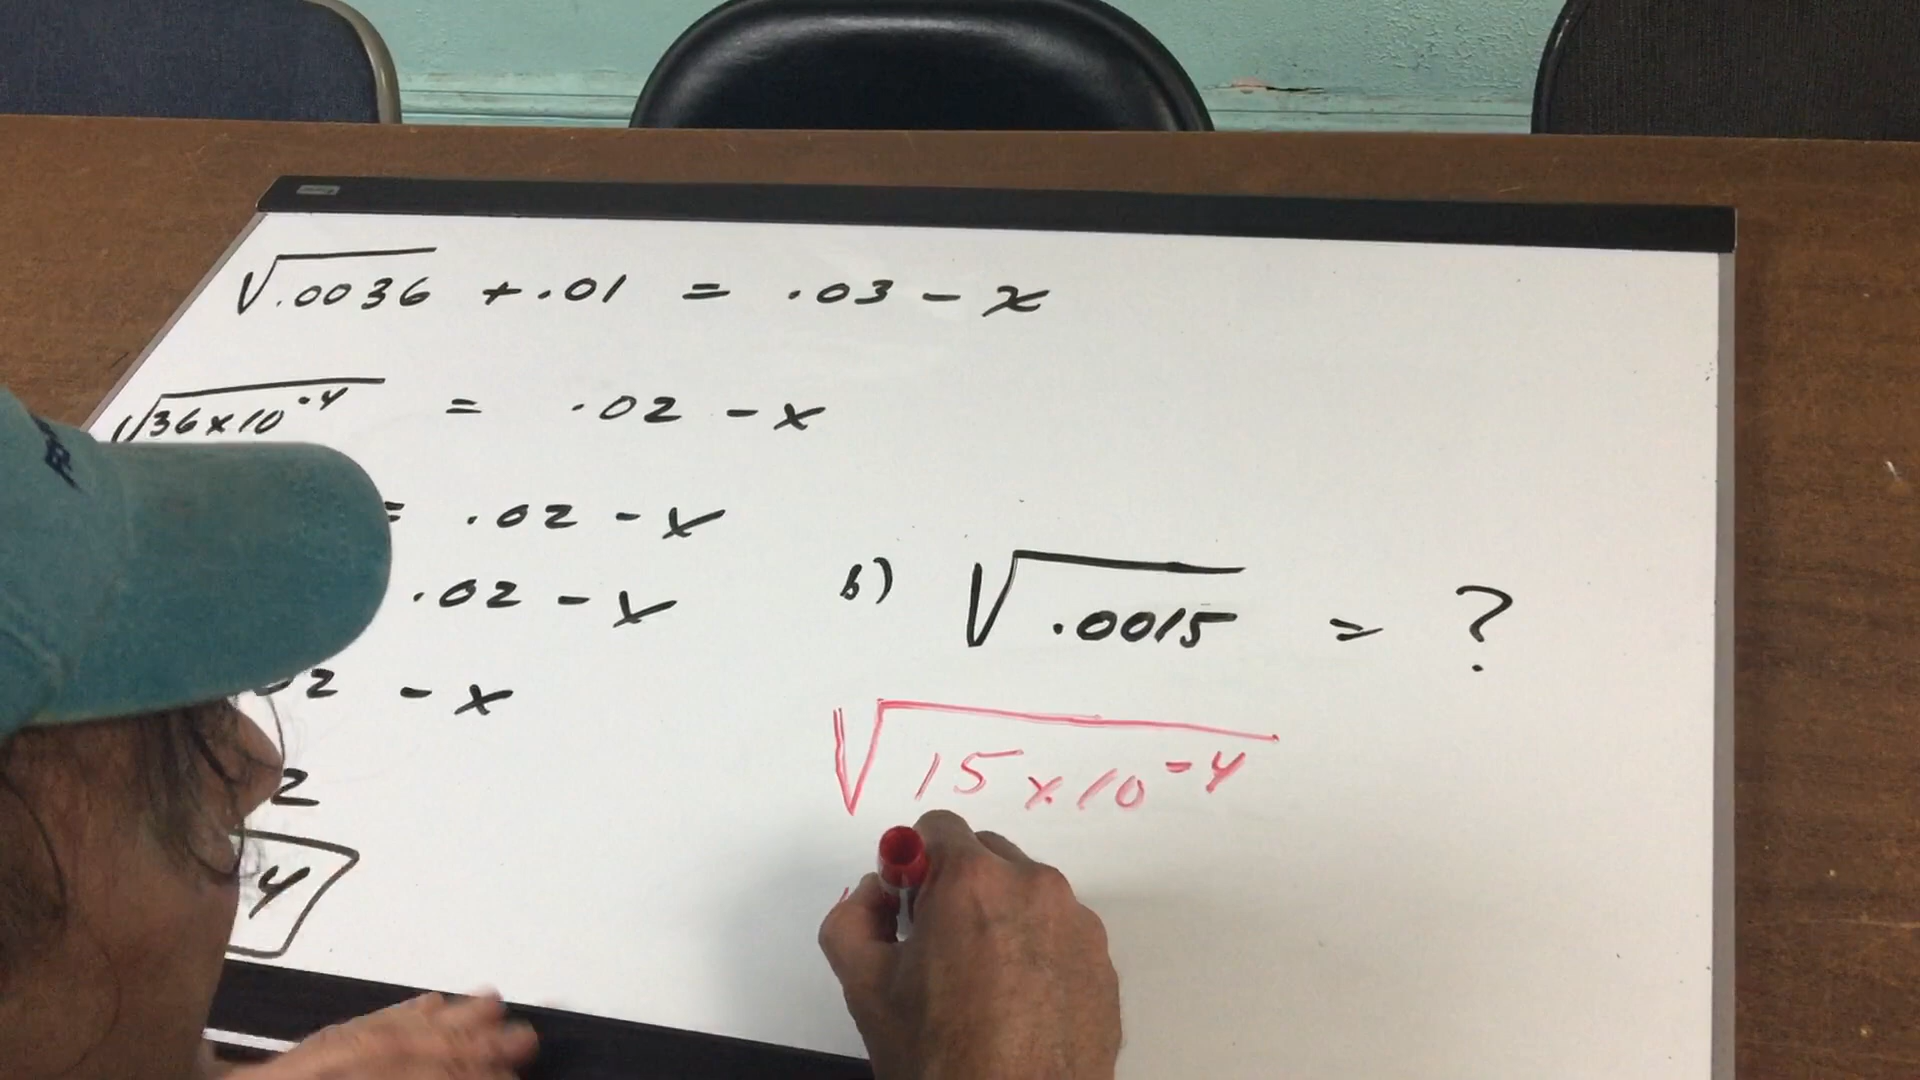 √.0036 + .01 = .03 - x
√36 x 10⁻⁴ = .02 - x
= .02 - x
.02 - x
2 - x
2
4
b) √.0015 = ?
√15 x 10⁻⁴